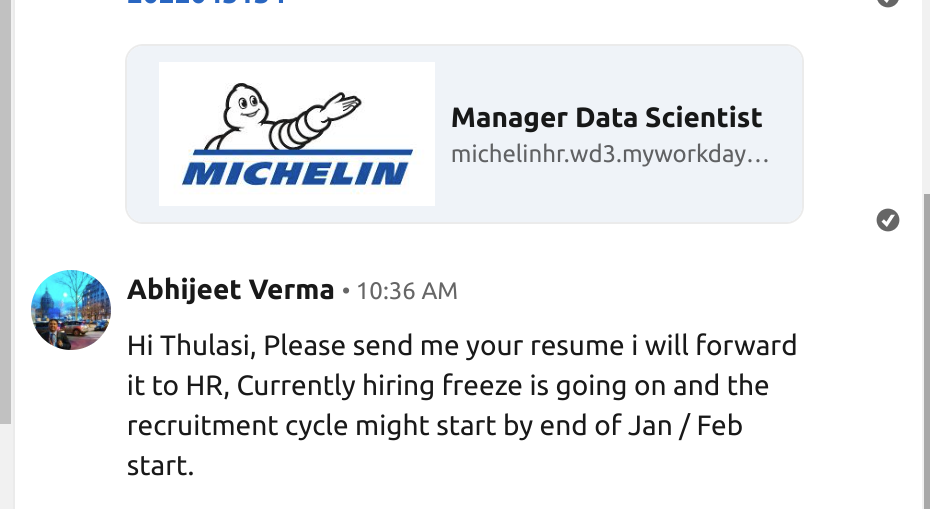 MICHELIN
Manager Data Scientist
michelinhr.wd3.myworkday…
Abhijeet Verma • 10:36 AM
Hi Thulasi, Please send me your resume i will forward
it to HR, Currently hiring freeze is going on and the
recruitment cycle might start by end of Jan / Feb
start.